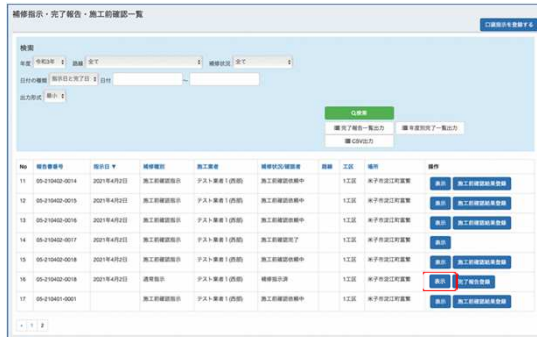 補修指示・完了報告・施工前確認一覧
口頭指示を登録する
検索
年度 令和3年 路線 全て 補修状況 全て
日付の種類 指示日と完了日 日付 ~
出力形式 縮小
検索
完了報告一覧出力 年度別完了一覧出力
CSV出力
No 報告書番号 指示日▼ 補修種別 施工業者 補修状況/確認者 路線 工区 場所 操作
11 05-210402-0014 2021年4月2日 施工前確認指示 テスト業者1(西部) 施工前確認依頼中 1工区 米子市淀江町富繁 表示 施工前確認結果登録
12 05-210402-0015 2021年4月2日 施工前確認指示 テスト業者1(西部) 施工前確認依頼中 1工区 米子市淀江町富繁 表示 施工前確認結果登録
13 05-210402-0016 2021年4月2日 施工前確認指示 テスト業者1(西部) 施工前確認依頼中 1工区 米子市淀江町富繁 表示 施工前確認結果登録
14 05-210402-0017 2021年4月2日 施工前確認指示 テスト業者1(西部) 施工前確認完了 1工区 米子市淀江町富繁 表示
15 05-210402-0018 2021年4月2日 施工前確認指示 テスト業者1(西部) 施工前確認依頼中 1工区 米子市淀江町富繁 表示 施工前確認結果登録
16 05-210402-0019 2021年4月2日 通常指示 テスト業者1(西部) 補修指示済 1工区 米子市淀江町富繁 表示 完了報告登録
17 05-210401-0001 施工前確認指示 テスト業者1(西部) 施工前確認依頼中 1工区 米子市淀江町富繁 表示 施工前確認結果登録
« 1 2